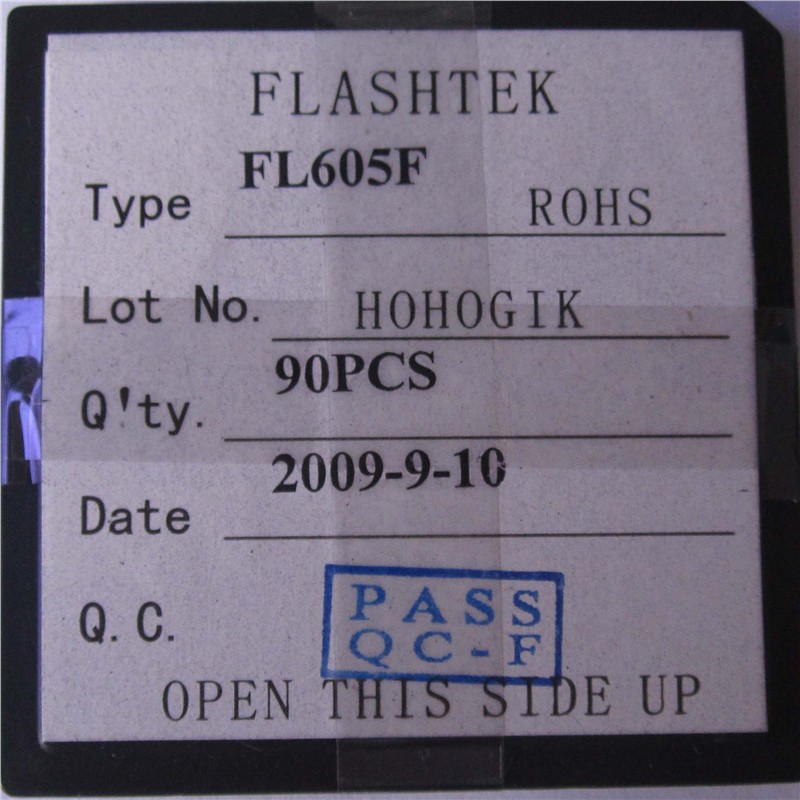 FLASHTEK
Type FL605F ROHS
Lot No. HOHOGIK
Q'ty. 90PCS
Date 2009-9-10
Q.C. PASS
QC-F
OPEN THIS SIDE UP